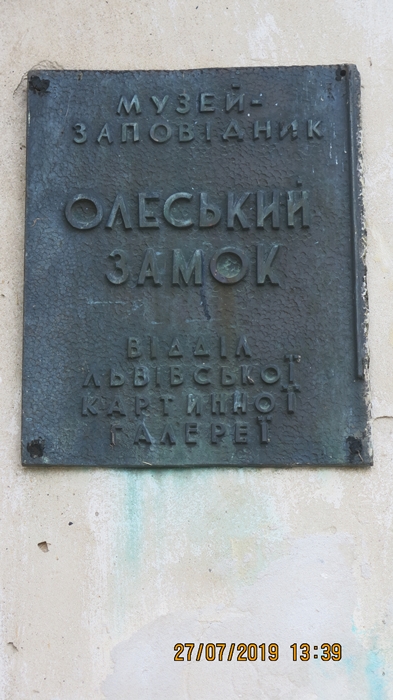 МУЗЕЙ-
ЗАПОВІДНИК
ОЛЕСЬКИЙ
ЗАМОК
ВІДДІЛ
ЛЬВІВСЬКОЇ
КАРТИННОЇ
ГАЛЕРЕЇ
27/07/2019 13:39